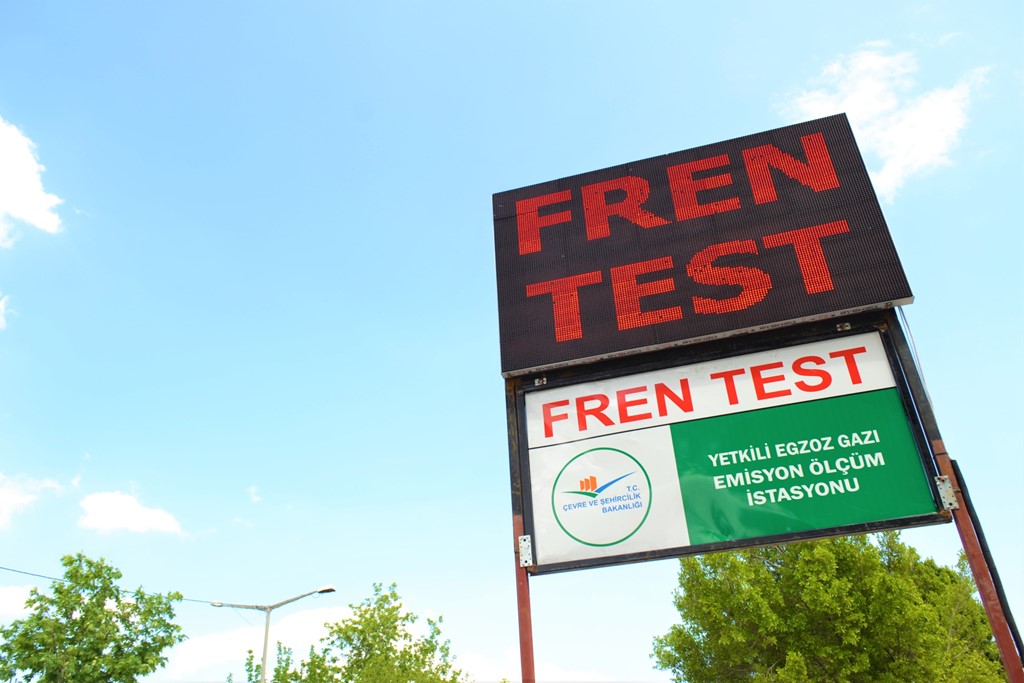 FREN
TEST
FREN TEST
YETKİLİ EGZOZ GAZI
EMİSYON ÖLÇÜM
İSTASYONU
T.C.
ÇEVRE VE ŞEHİRCİLİK
BAKANLIĞI